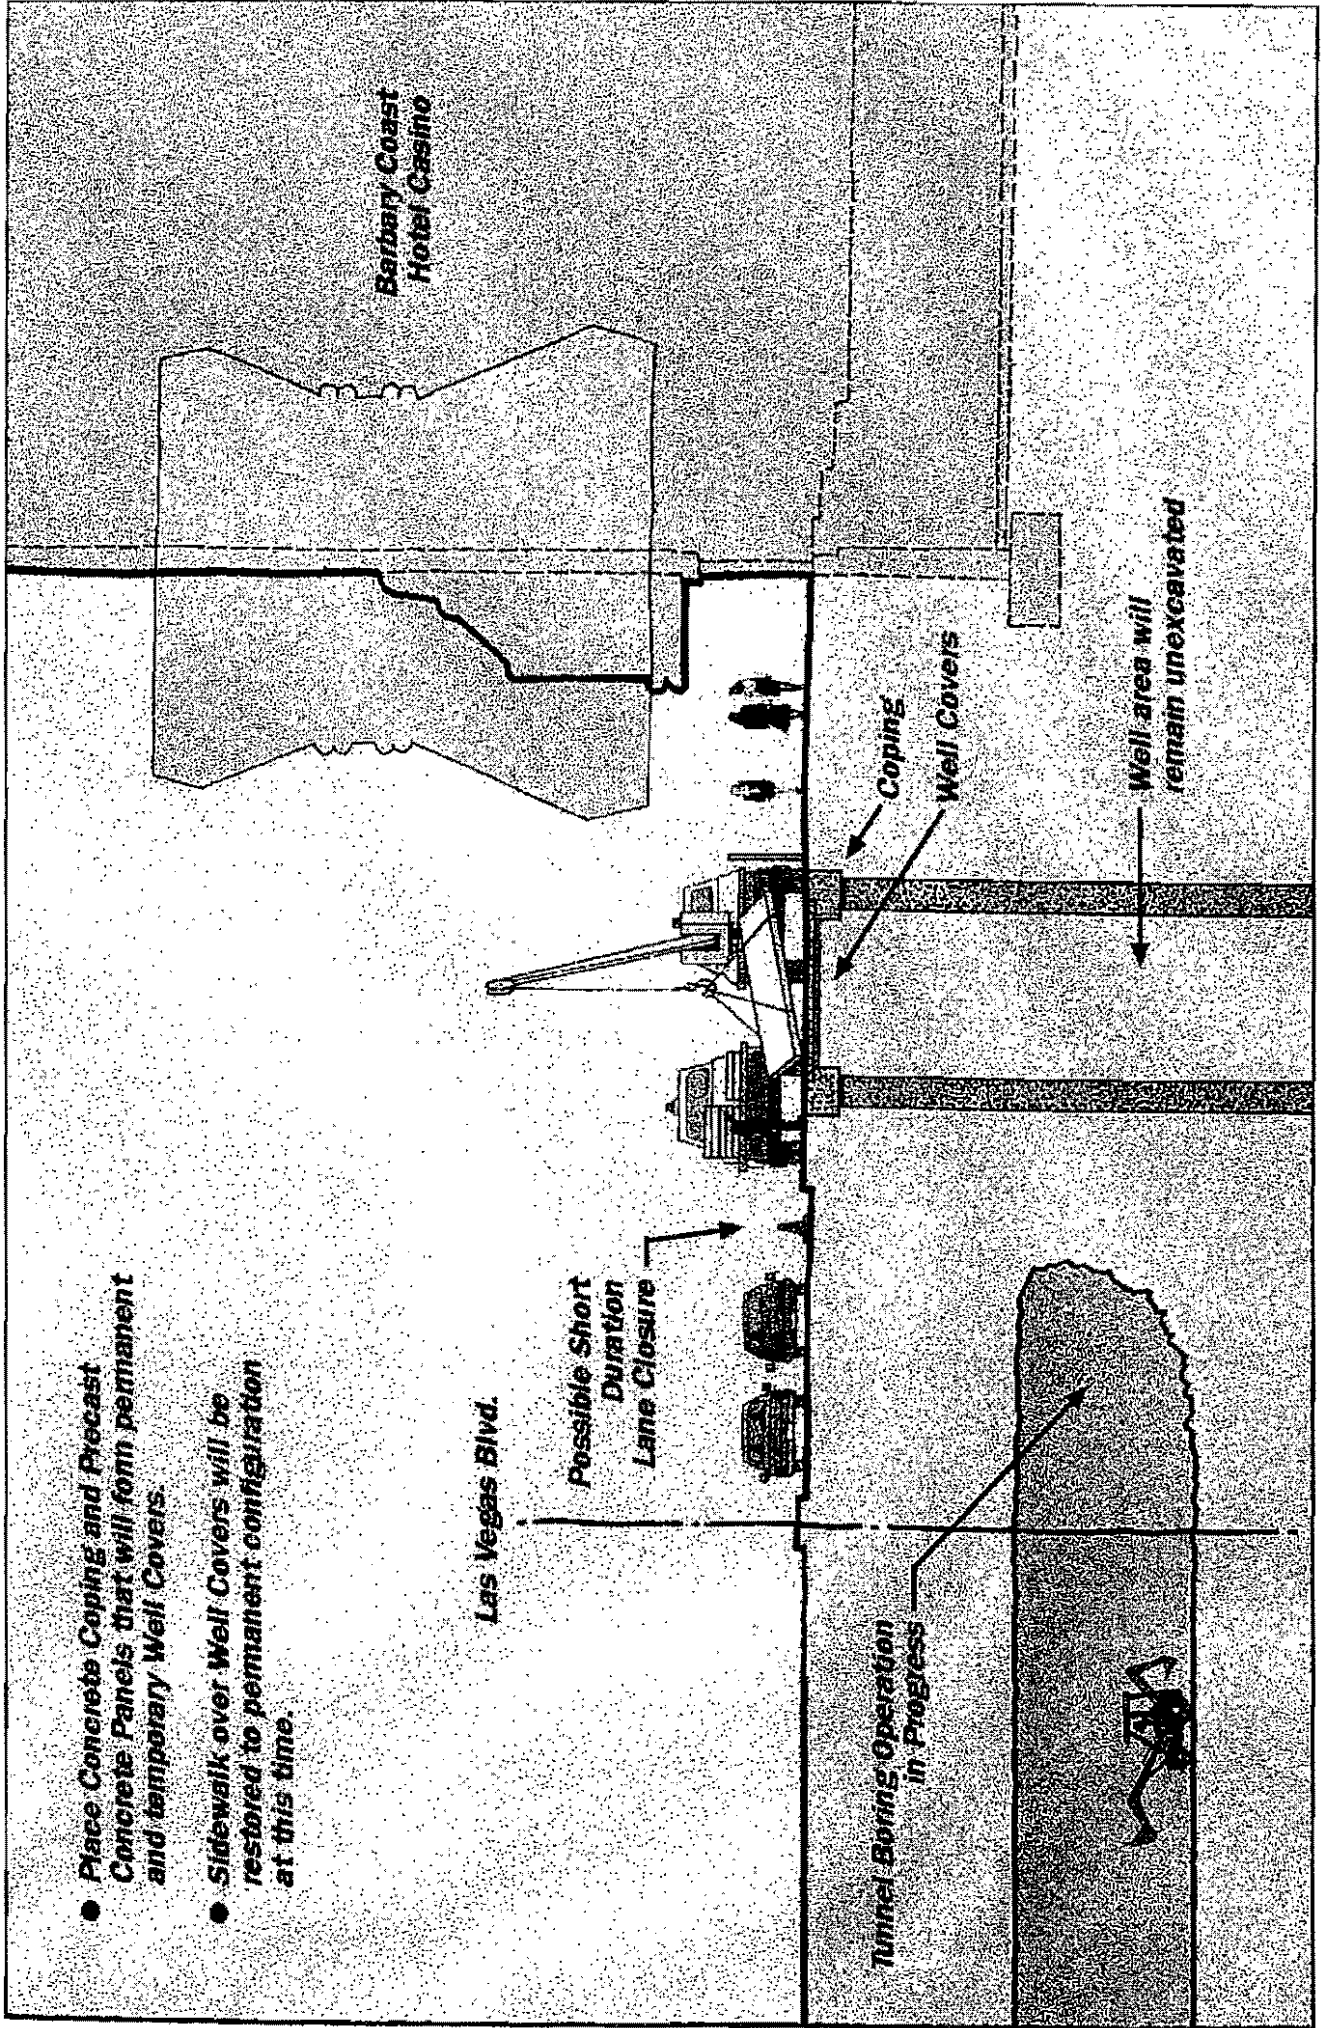 ● Place Concrete Coping and Precast
Concrete Panels that will form permanent
and temporary Well Covers.
● Sidewalk over Well Covers will be
restored to permanent configuration
at this time.
Barbary Coast
Hotel Casino
Las Vegas Blvd.
Possible Short
Duration
Lane Closure
Coping
Well Covers
Tunnel Boring Operation
in Progress
Well area will
remain unexcavated